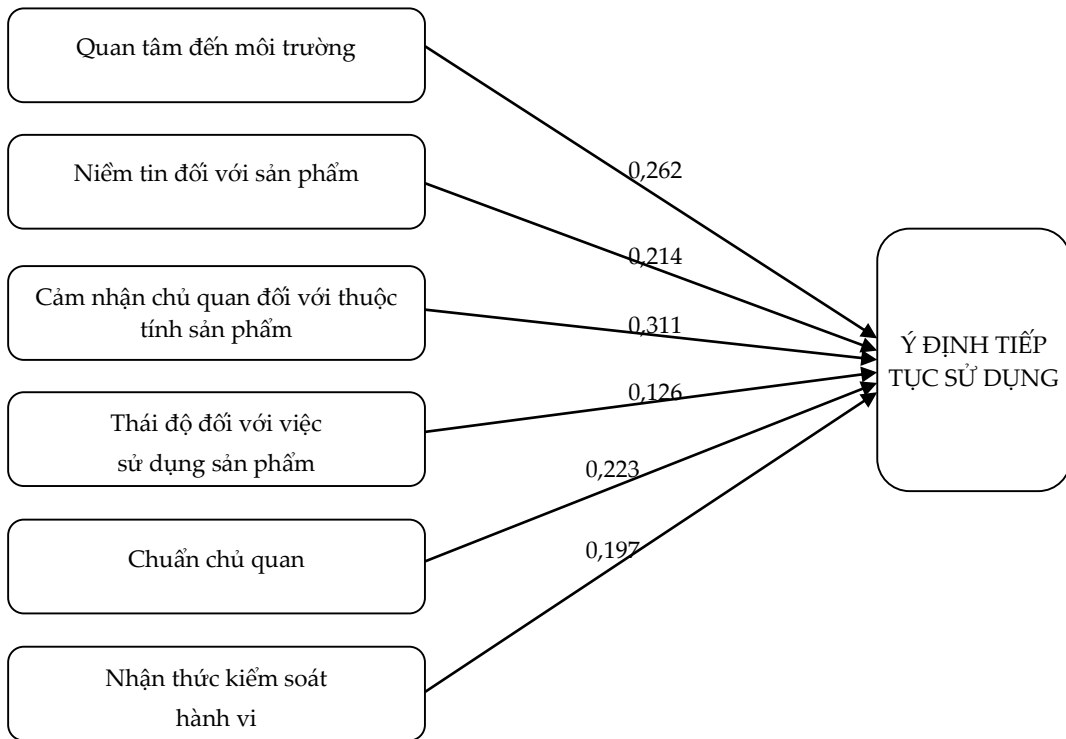 Quan tâm đến môi trường
Niềm tin đối với sản phẩm
0,262
0,214
Cảm nhận chủ quan đối với thuộc
tính sản phẩm
0,311
Ý ĐỊNH TIẾP
TỤC SỬ DỤNG
0,126
Thái độ đối với việc
sử dụng sản phẩm
0,223
Chuẩn chủ quan
0,197
Nhận thức kiểm soát
hành vi